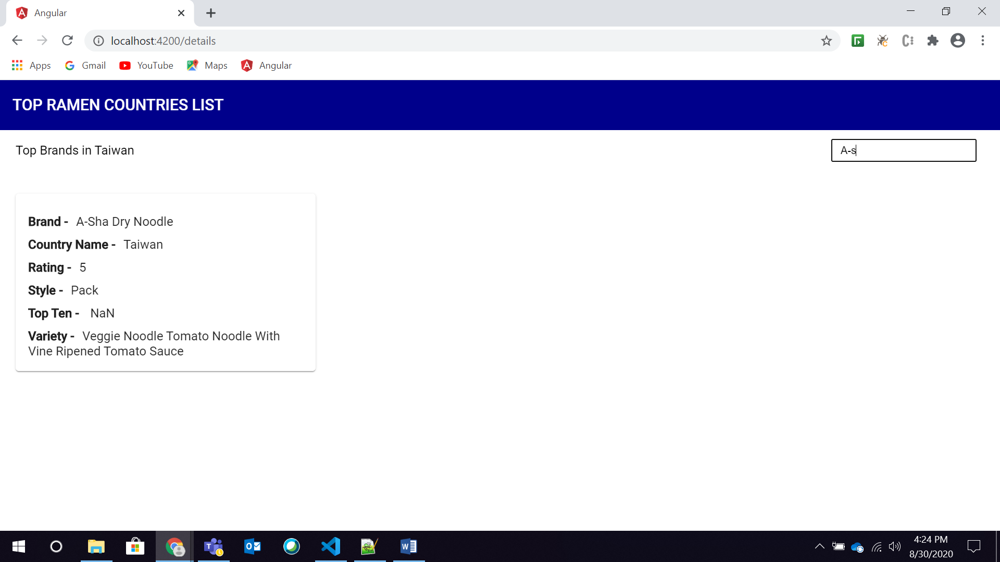 Angular
localhost:4200/details
Apps Gmail YouTube Maps Angular
TOP RAMEN COUNTRIES LIST
Top Brands in Taiwan
A-s
Brand - A-Sha Dry Noodle
Country Name - Taiwan
Rating - 5
Style - Pack
Top Ten - NaN
Variety - Veggie Noodle Tomato Noodle With
Vine Ripened Tomato Sauce
4:24 PM
8/30/2020